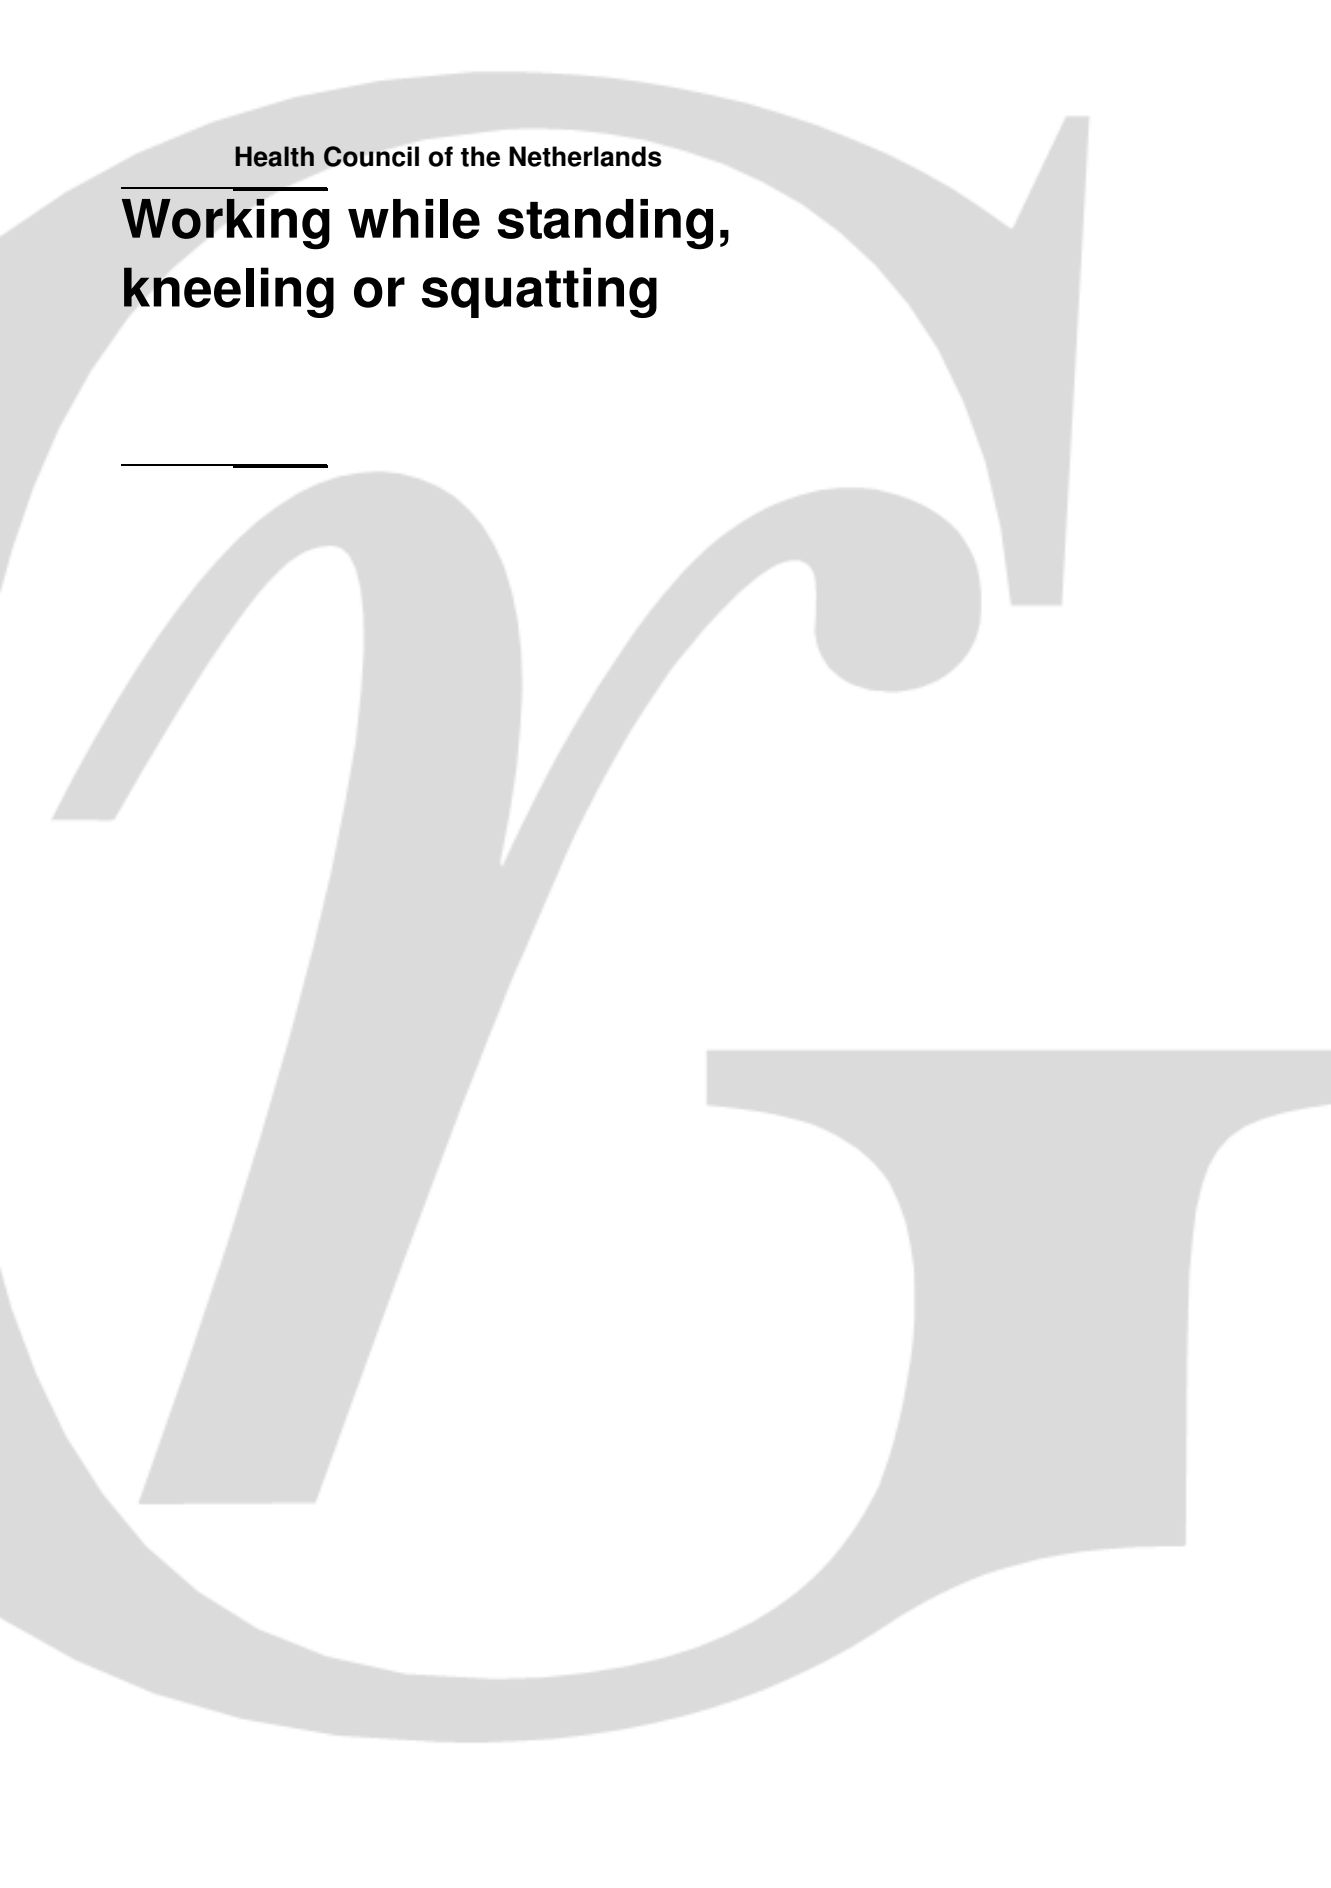 Health Council of the Netherlands
Working while standing,
kneeling or squatting